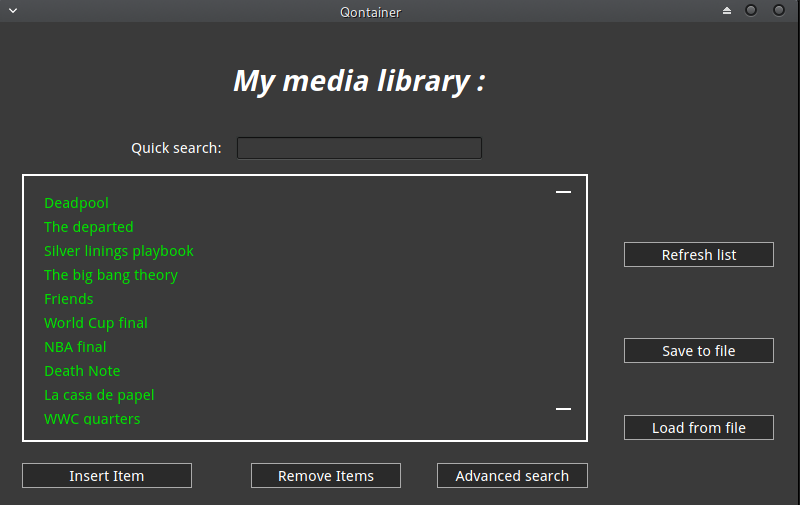 Qontainer
My media library :
Quick search:
Deadpool
The departed
Silver linings playbook
The big bang theory
Friends
World Cup final
NBA final
Death Note
La casa de papel
WWC quarters
Refresh list
Save to file
Load from file
Insert Item
Remove Items
Advanced search